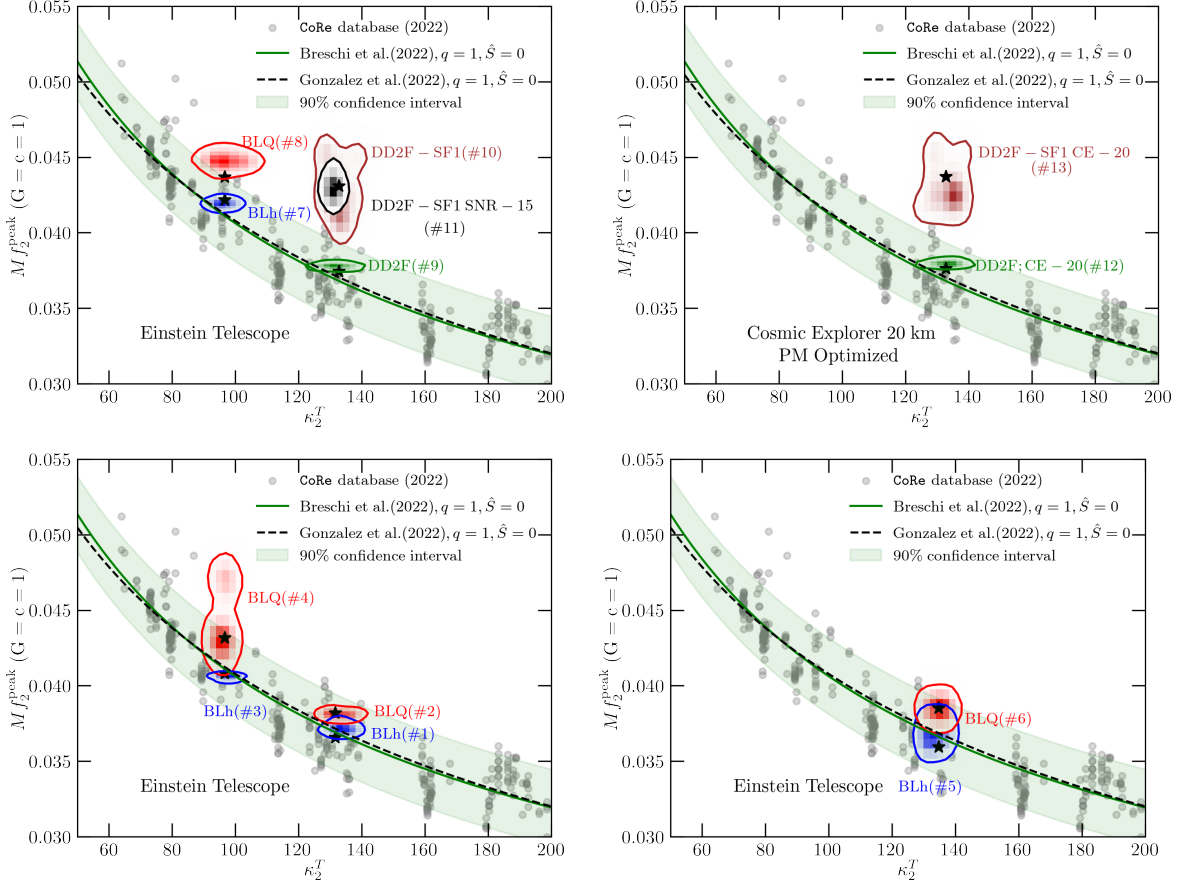 CoRe database (2022)
Breschi et al.(2022), q = 1, Ŝ = 0
Gonzalez et al.(2022), q = 1, Ŝ = 0
90% confidence interval
BLQ(#8)
BLh(#7)
DD2F − SF1(#10)
DD2F − SF1 SNR − 15
(#11)
DD2F(#9)
Einstein Telescope
M f₂^peak (G = c = 1)
0.055
0.050
0.045
0.040
0.035
0.030
60 80 100 120 140 160 180 200
κ₂ᵀ
CoRe database (2022)
Breschi et al.(2022), q = 1, Ŝ = 0
Gonzalez et al.(2022), q = 1, Ŝ = 0
90% confidence interval
DD2F − SF1 CE − 20
(#13)
DD2F: CE − 20(#12)
Cosmic Explorer 20 km
PM Optimized
M f₂^peak (G = c = 1)
0.055
0.050
0.045
0.040
0.035
0.030
60 80 100 120 140 160 180 200
κ₂ᵀ
CoRe database (2022)
Breschi et al.(2022), q = 1, Ŝ = 0
Gonzalez et al.(2022), q = 1, Ŝ = 0
90% confidence interval
BLQ(#4)
BLh(#3)
BLQ(#2)
BLh(#1)
Einstein Telescope
M f₂^peak (G = c = 1)
0.055
0.050
0.045
0.040
0.035
0.030
60 80 100 120 140 160 180 200
κ₂ᵀ
CoRe database (2022)
Breschi et al.(2022), q = 1, Ŝ = 0
Gonzalez et al.(2022), q = 1, Ŝ = 0
90% confidence interval
BLQ(#6)
BLh(#5)
Einstein Telescope
M f₂^peak (G = c = 1)
0.055
0.050
0.045
0.040
0.035
0.030
60 80 100 120 140 160 180 200
κ₂ᵀ